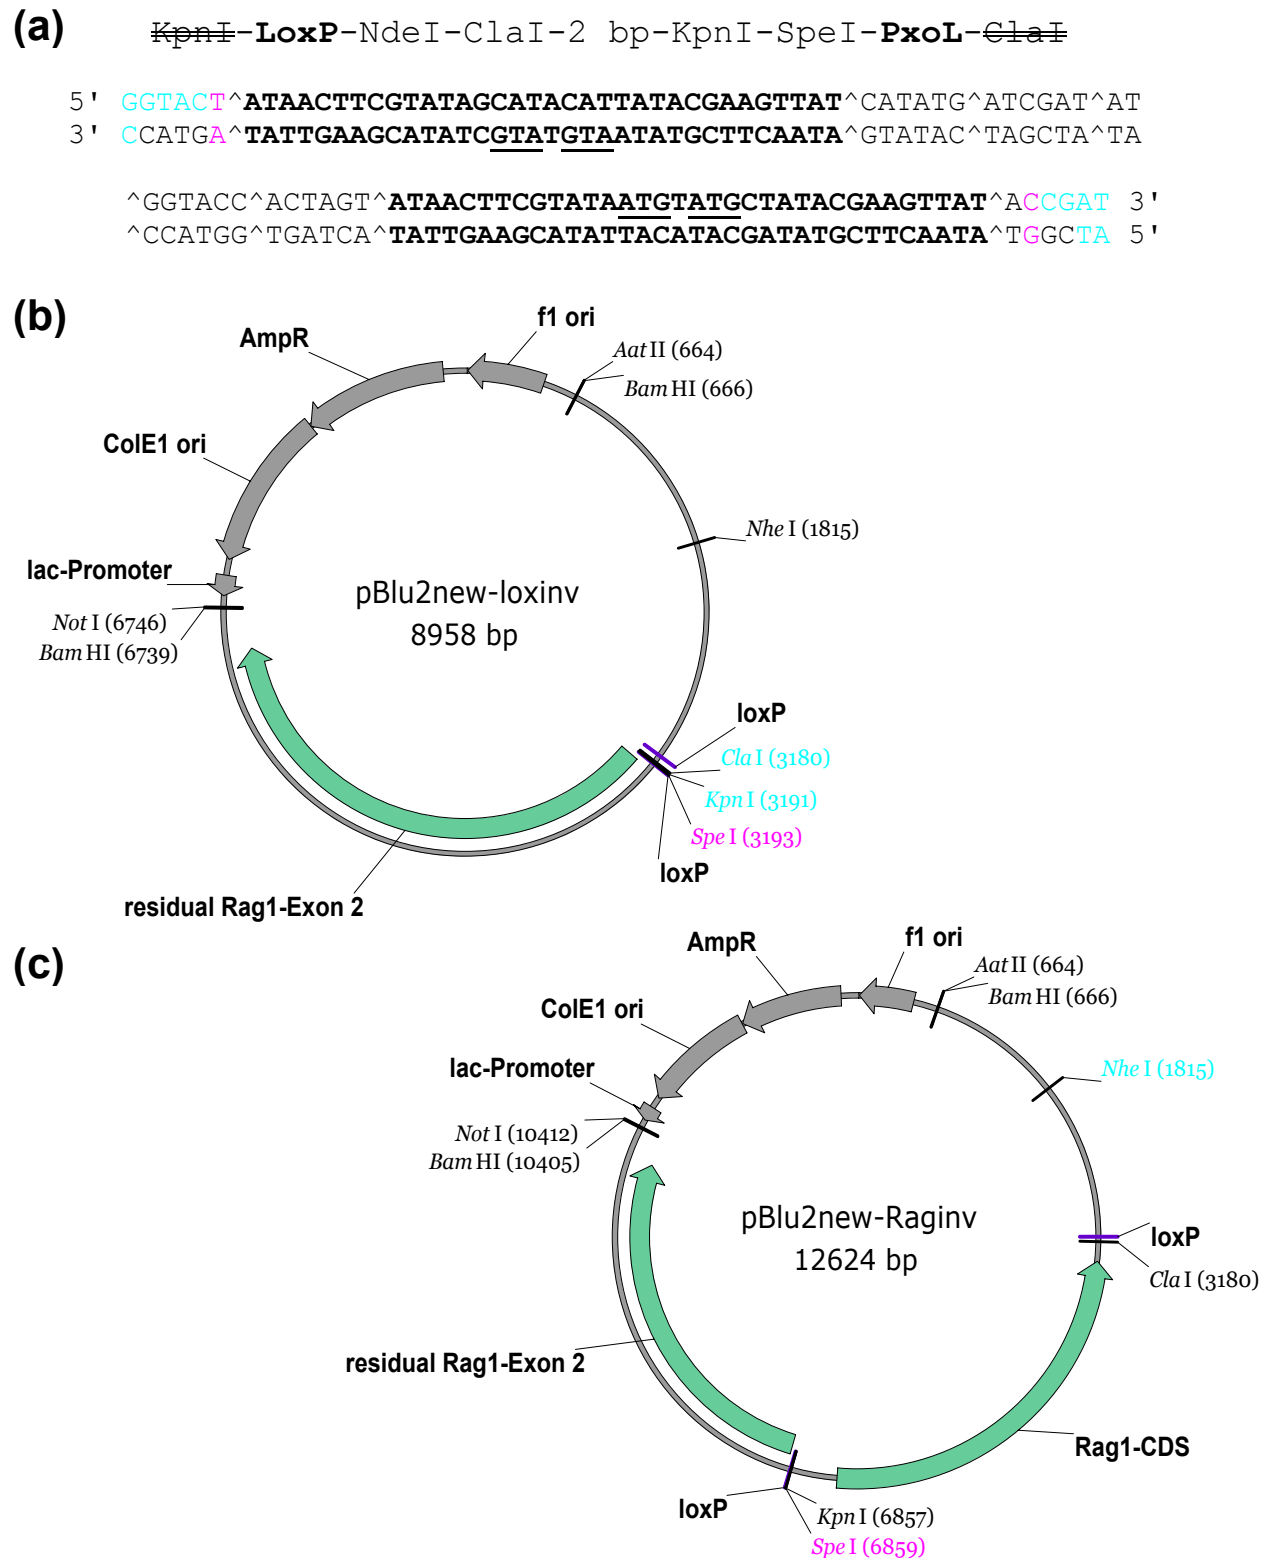 (a)
KpnI-LoxP-NdeI-ClaI-2 bp-KpnI-SpeI-PxoL-ClaI
5' GGTACT^ATAACTTCGTATAGCATACATTATACGAAGTTAT^CATATG^ATCGAT^AT
3' CCATGA^TATTGAAGCATATCGTATGTAATATGCTTCAATA^GTATAC^TAGCTA^TA
^GGTACC^ACTAGT^ATAACTTCGTATAATGTATGCTATACGAAGTTAT^ACCGAT 3'
^CCATGG^TGATCA^TATTGAAGCATATTACATACGATATGCTTCAATA^TGGCTA 5'
(b)
f1 ori
AmpR
AatII (664)
BamHI (666)
ColE1 ori
NheI (1815)
lac-Promoter
pBlu2new-loxinv
8958 bp
NotI (6746)
BamHI (6739)
loxP
ClaI (3180)
KpnI (3191)
SpeI (3193)
loxP
residual Rag1-Exon 2
(c)
f1 ori
AmpR
AatII (664)
BamHI (666)
ColE1 ori
lac-Promoter
NheI (1815)
NotI (10412)
BamHI (10405)
pBlu2new-Raginv
12624 bp
loxP
ClaI (3180)
residual Rag1-Exon 2
Rag1-CDS
loxP
KpnI (6857)
SpeI (6859)